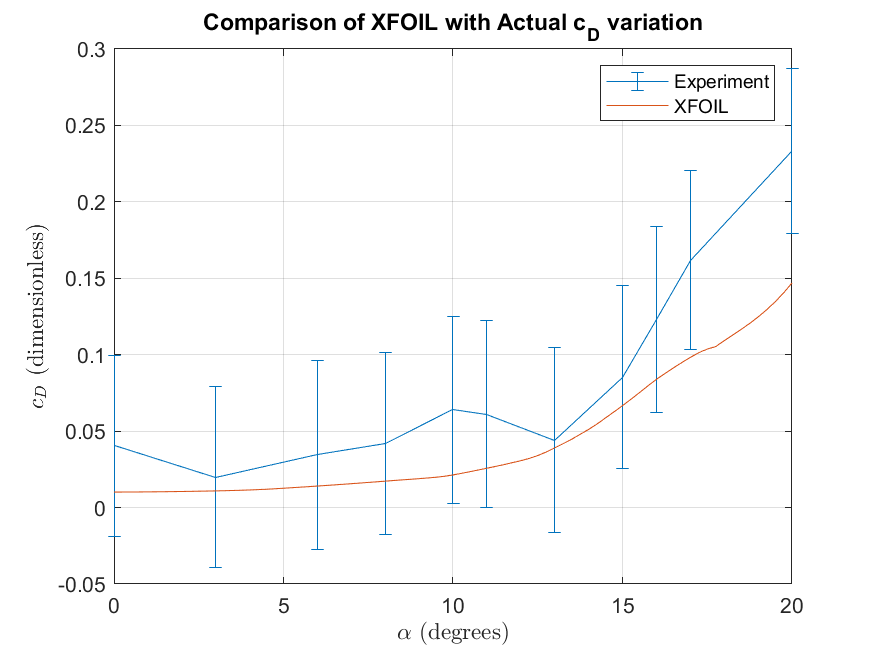 Comparison of XFOIL with Actual c_D variation
0.3
0.25
0.2
0.15
0.1
0.05
0
-0.05
c_D (dimensionless)
Experiment
XFOIL
0
5
10
15
20
α (degrees)